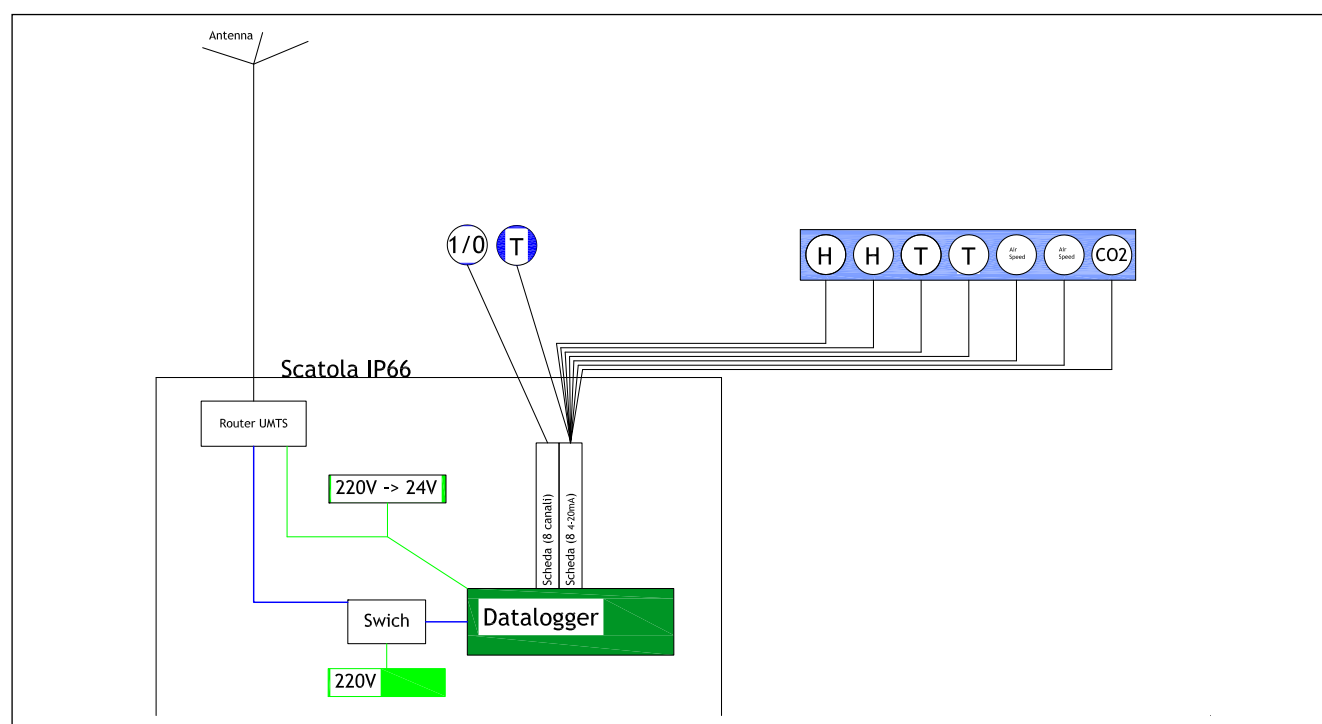 Antenna
1/0
T
H
H
T
T
Air
Speed
Air
Speed
CO2
Scatola IP66
Router UMTS
220V -> 24V
Scheda (8 canali)
Scheda (8 4-20mA)
Swich
Datalogger
220V